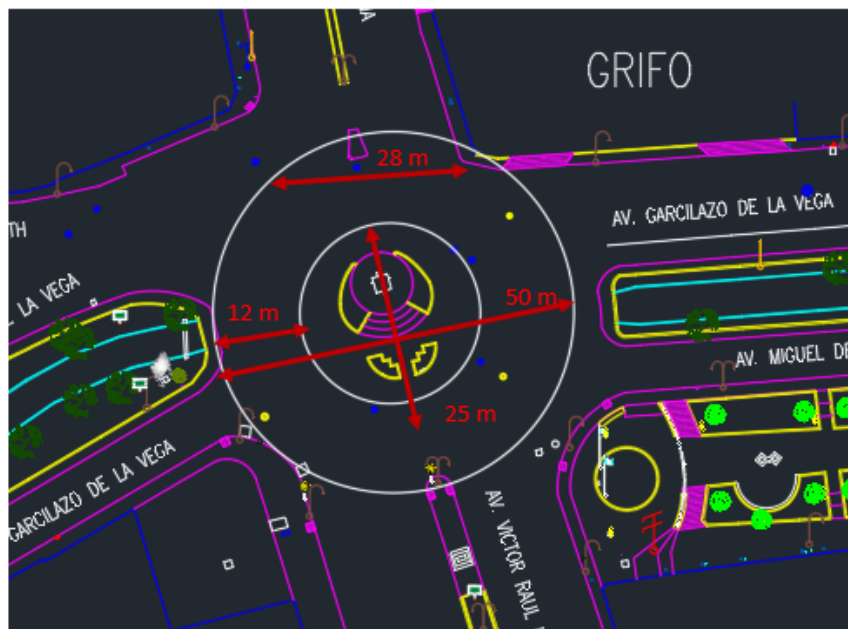 A
GRIFO
28 m
AV. GARCILAZO DE LA VEGA
TH
LA VEGA
12 m
50 m
AV. MIGUEL DE
25 m
GARCILAZO DE LA VEGA
AV. VICTOR RAUL